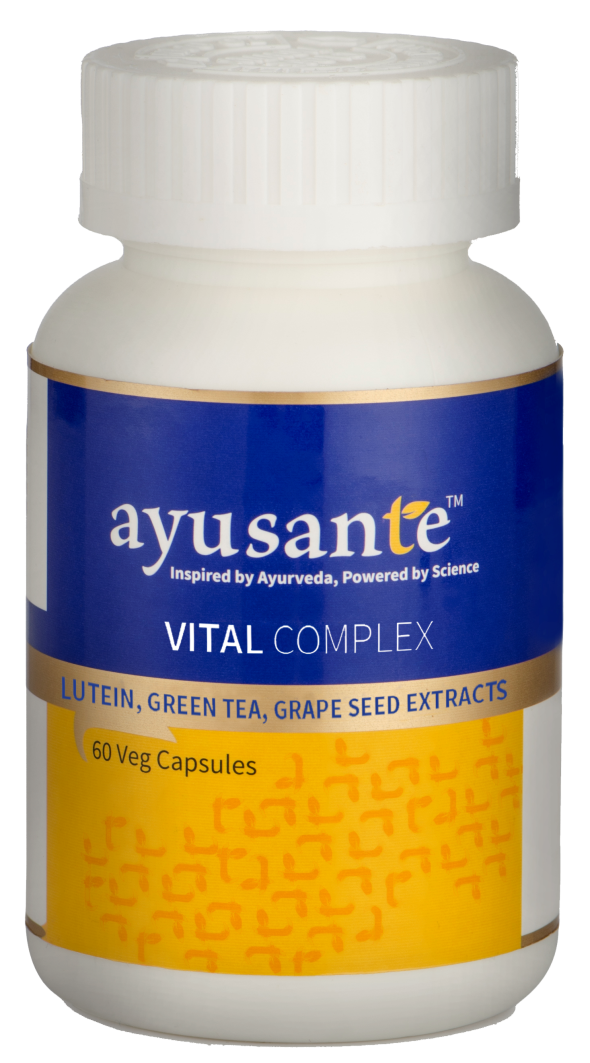 ayusante™
Inspired by Ayurveda, Powered by Science
VITAL COMPLEX
LUTEIN, GREEN TEA, GRAPE SEED EXTRACTS
60 Veg Capsules